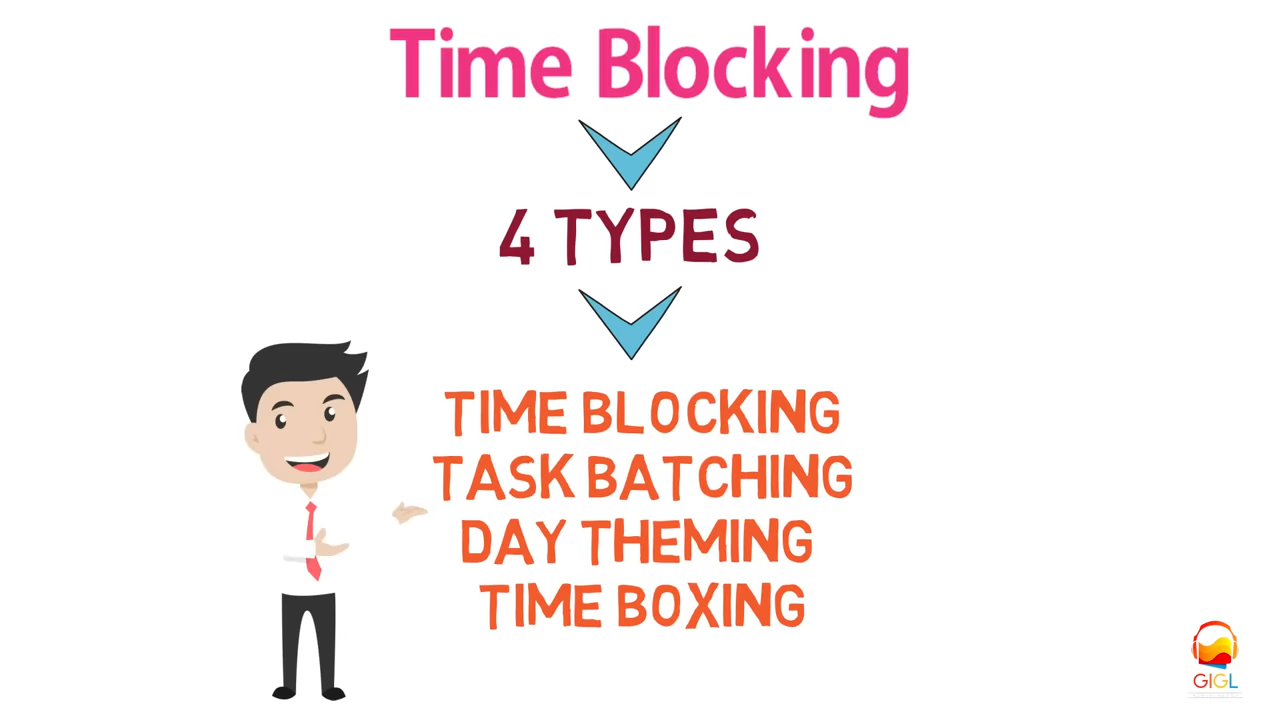 Time Blocking
4 TYPES
TIME BLOCKING
TASK BATCHING
DAY THEMING
TIME BOXING
GIGL